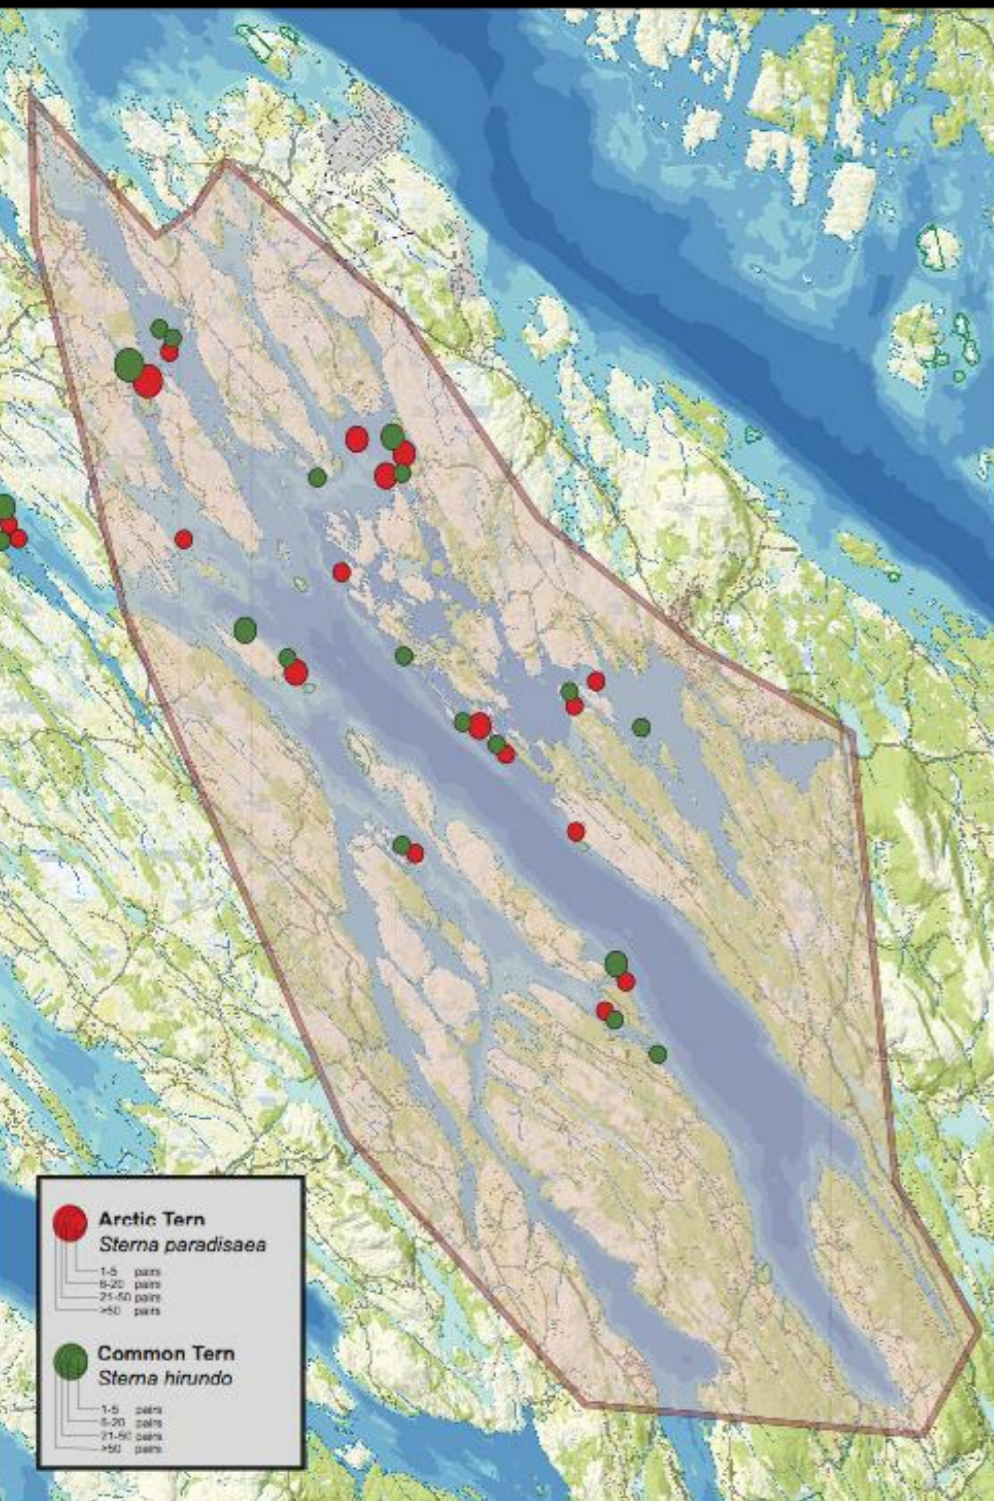 Arctic Tern
Sterna paradisaea
1-5 pairs
6-20 pairs
21-50 pairs
>50 pairs
Common Tern
Sterna hirundo
1-5 pairs
6-20 pairs
21-50 pairs
>50 pairs